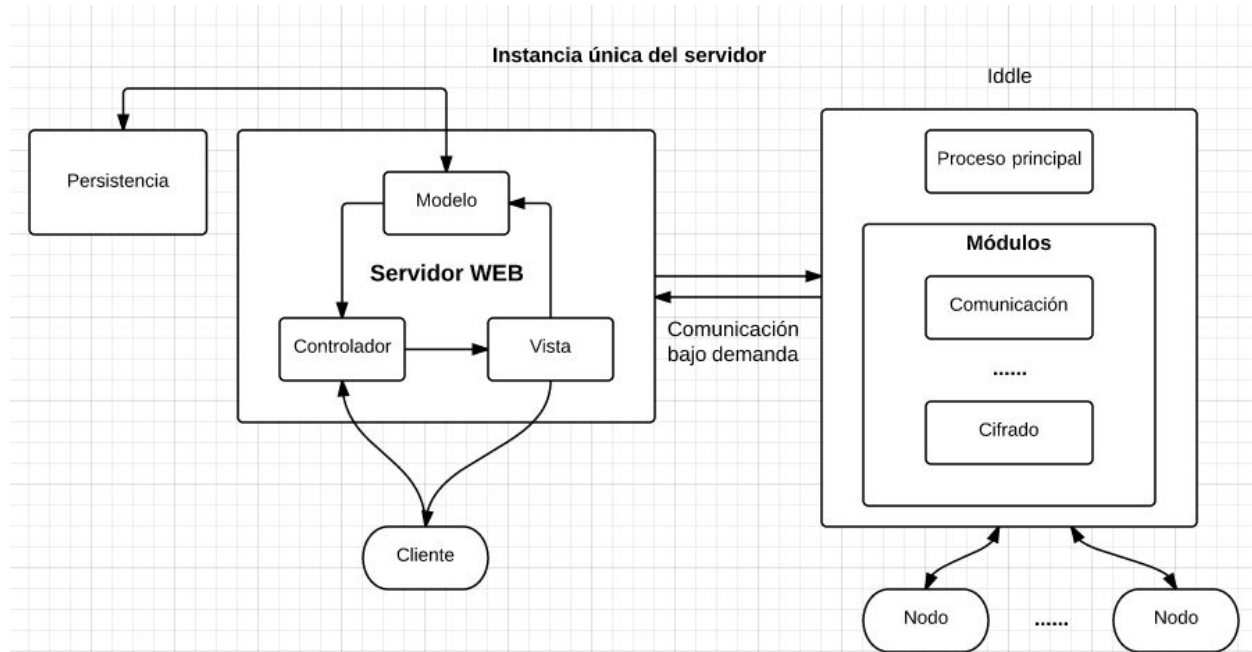 Instancia única del servidor
Iddle
Persistencia
Modelo
Servidor WEB
Controlador
Vista
Cliente
Comunicación
bajo demanda
Proceso principal
Módulos
Comunicación
......
Cifrado
Nodo
......
Nodo